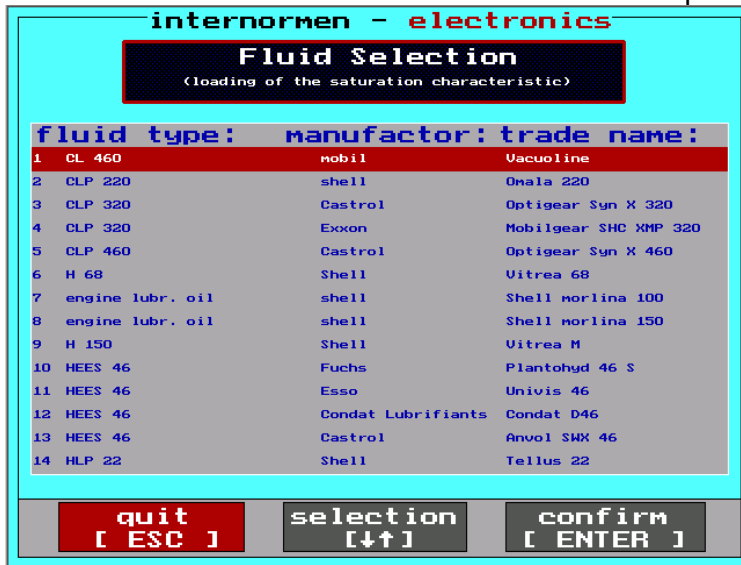 internormen - electronics
Fluid Selection
(loading of the saturation characteristic)
fluid type: manufactor: trade name:
1 CL 460 mobil Vacuoline
2 CLP 220 shell Omala 220
3 CLP 320 Castrol Optigear Syn X 320
4 CLP 320 Exxon Mobilgear SHC XMP 320
5 CLP 460 Castrol Optigear Syn X 460
6 H 68 Shell Vitrea 68
7 engine lubr. oil shell Shell morlina 100
8 engine lubr. oil shell Shell morlina 150
9 H 150 Shell Vitrea M
10 HEES 46 Fuchs Plantohyd 46 S
11 HEES 46 Esso Univis 46
12 HEES 46 Condat Lubrifiants Condat D46
13 HEES 46 Castrol Anvol SWX 46
14 HLP 22 Shell Tellus 22
quit selection confirm
[ ESC ] [↓↑] [ ENTER ]